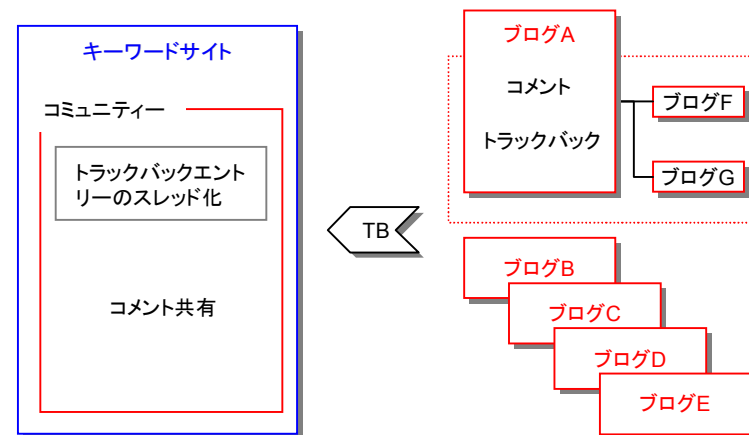 キーワードサイト
コミュニティー
トラックバックエント
リーのスレッド化
コメント共有
TB
ブログA
コメント
トラックバック
ブログF
ブログG
ブログB
ブログC
ブログD
ブログE